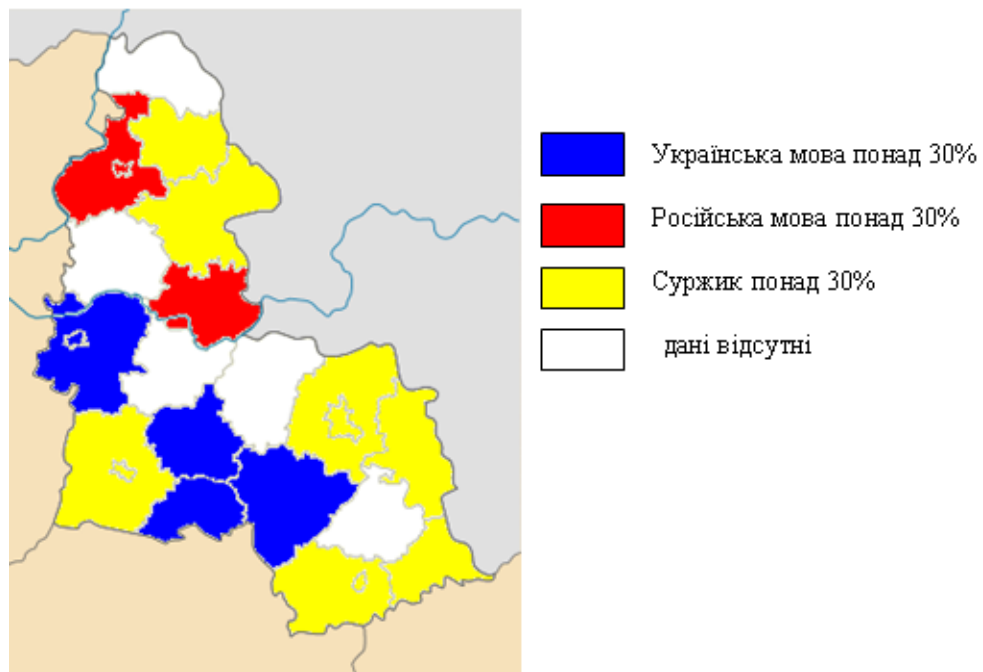 Українська мова понад 30%
Російська мова понад 30%
Суржик понад 30%
дані відсутні